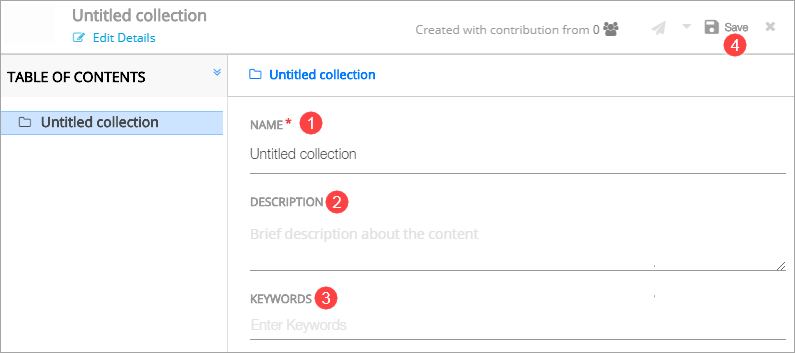 Untitled collection
Edit Details
Created with contribution from 0
Save
4
TABLE OF CONTENTS
Untitled collection
Untitled collection
NAME * 1
Untitled collection
DESCRIPTION 2
Brief description about the content
KEYWORDS 3
Enter Keywords